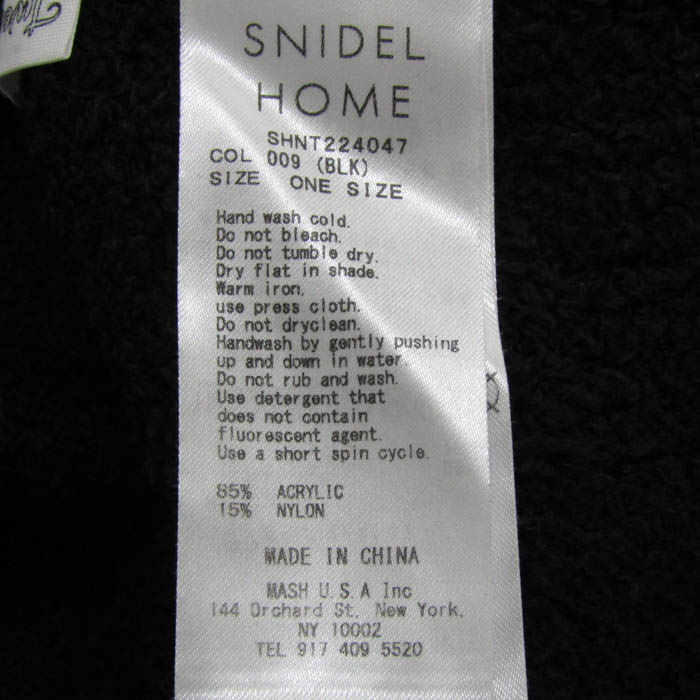 SNIDEL
HOME
SHNT224047
COL 009 (BLK)
SIZE ONE SIZE
Hand wash cold.
Do not bleach.
Do not tumble dry.
Dry flat in shade.
Warm iron,
use press cloth.
Do not dryclean.
Handwash by gently pushing
up and down in water.
Do not rub and wash.
Use detergent that
does not contain
fluorescent agent.
Use a short spin cycle.
85% ACRYLIC
15% NYLON
MADE IN CHINA
MASH U.S.A Inc
144 Orchard St. New York.
NY 10002
TEL 917 409 5520